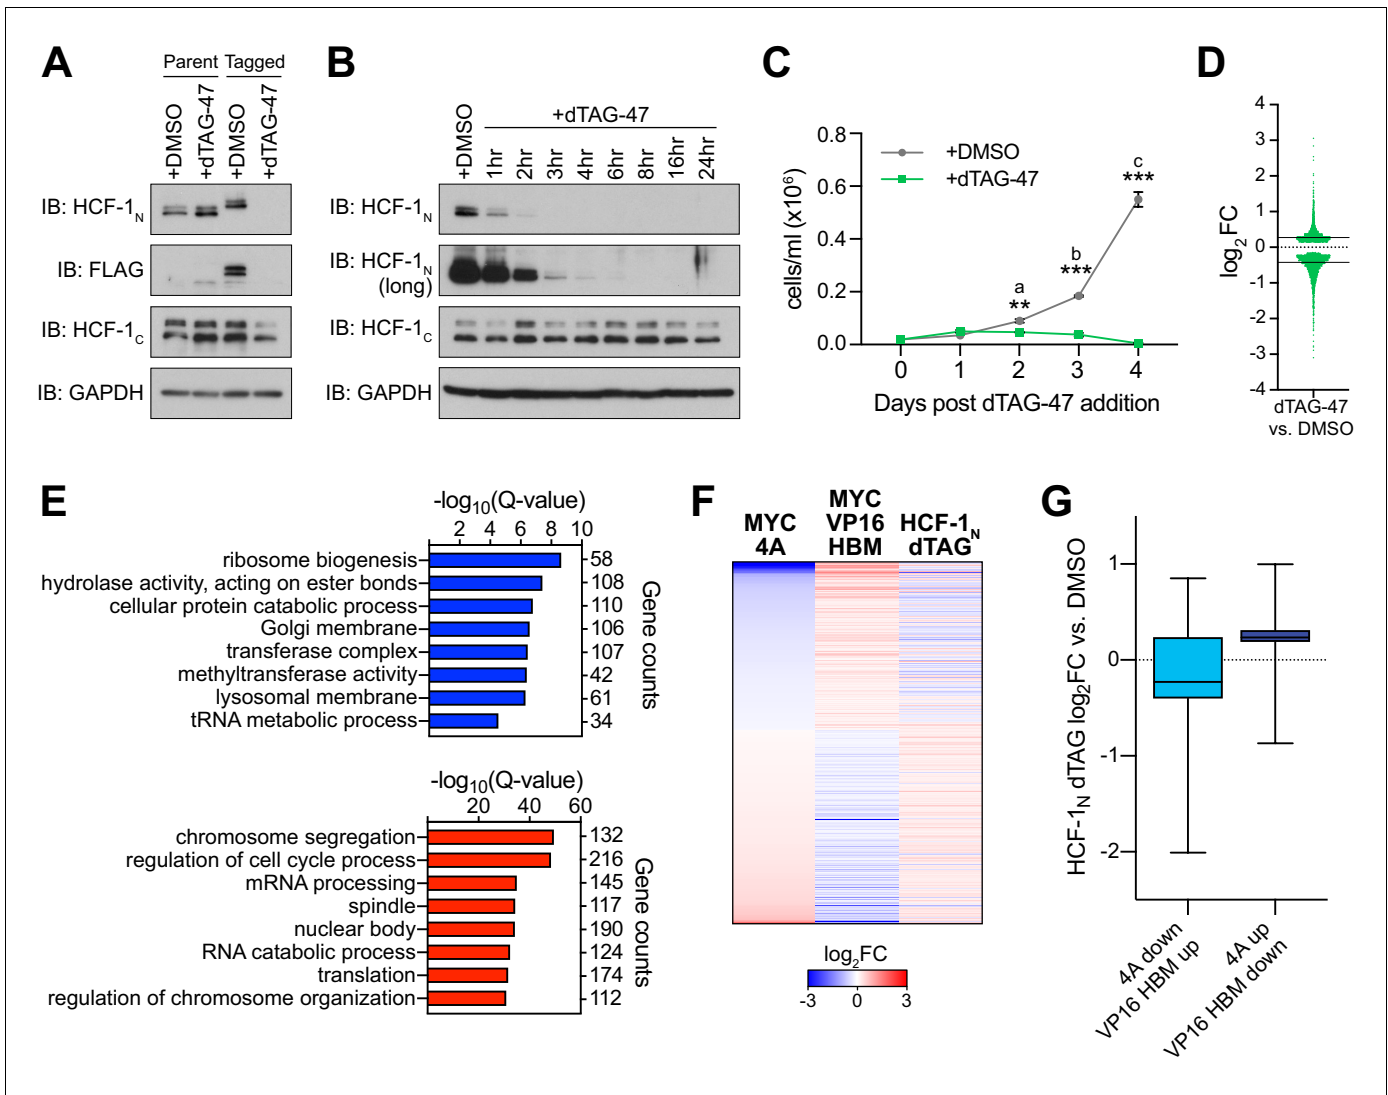 A
Parent Tagged
+DMSO
+dTAG-47
+DMSO
+dTAG-47
IB: HCF-1N
IB: FLAG
IB: HCF-1C
IB: GAPDH
B
+dTAG-47
+DMSO
1hr
2hr
3hr
4hr
6hr
8hr
16hr
24hr
IB: HCF-1N
IB: HCF-1N
(long)
IB: HCF-1C
IB: GAPDH
C
cells/ml (x10⁶)
0.8
0.6
0.4
0.2
0.0
+DMSO
+dTAG-47
a
**
b
***
c
***
0 1 2 3 4
Days post dTAG-47 addition
D
log2FC
4
3
2
1
0
-1
-2
-3
-4
dTAG-47
vs. DMSO
E
-log10(Q-value)
2 4 6 8 10
ribosome biogenesis 58
hydrolase activity, acting on ester bonds 108
cellular protein catabolic process 110
Golgi membrane 106
transferase complex 107
methyltransferase activity 42
lysosomal membrane 61
tRNA metabolic process 34
Gene counts
-log10(Q-value)
20 40 60
chromosome segregation 132
regulation of cell cycle process 216
mRNA processing 145
spindle 117
nuclear body 190
RNA catabolic process 124
translation 174
regulation of chromosome organization 112
Gene counts
F
MYC
4A
MYC
VP16
HBM
HCF-1N
dTAG
log2FC
-3 0 3
G
HCF-1N dTAG log2FC vs. DMSO
1
0
-1
-2
4A down
VP16 HBM up
4A up
VP16 HBM down